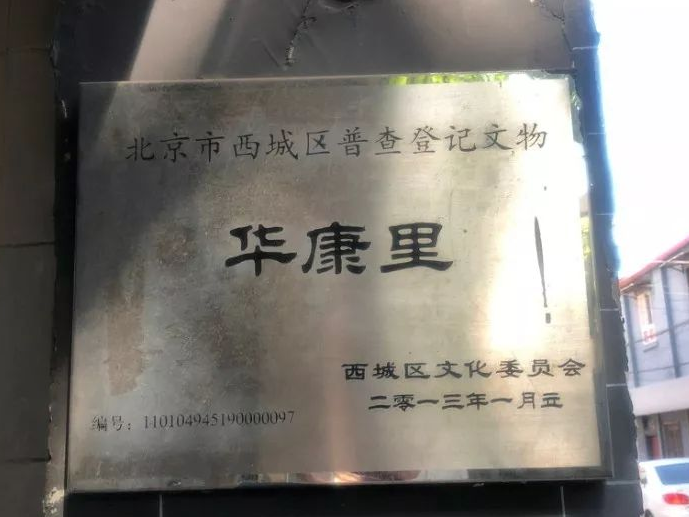 北京市西城区普查登记文物
华康里
西城区文化委员会
二零一三年一月立
编号：110104945190000097